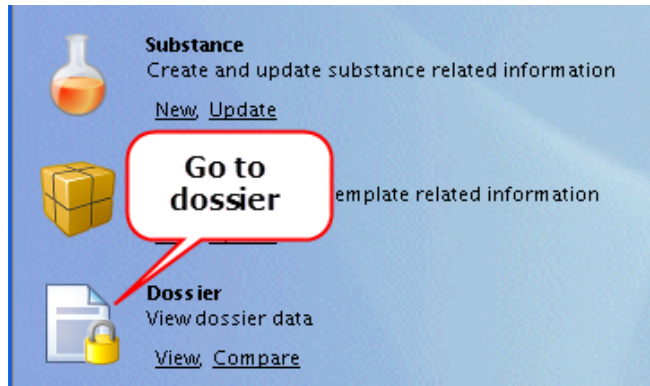 Substance
Create and update substance related information
New, Update
Go to
dossier
emplate related information
Dossier
View dossier data
View, Compare